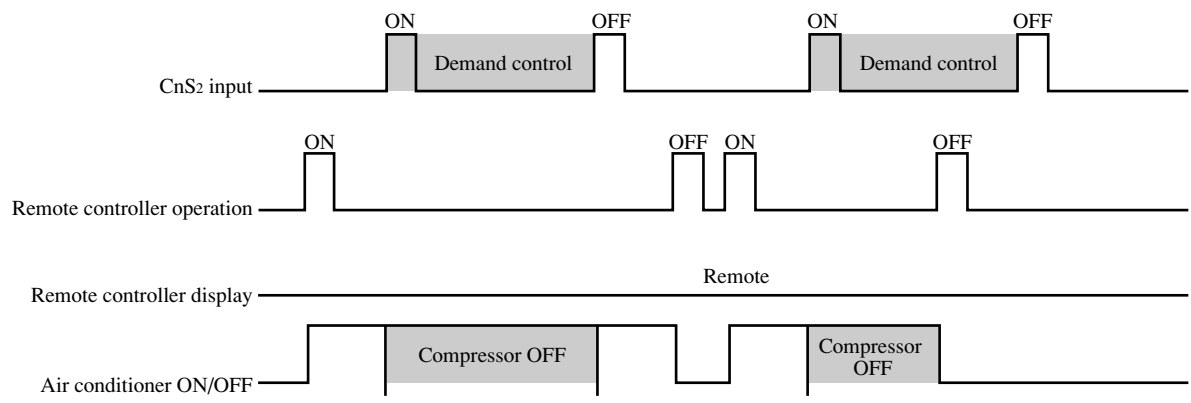 ON OFF ON OFF
Demand control Demand control
CnS2 input
ON OFF ON OFF
Remote controller operation
Remote
Remote controller display
Compressor OFF
Compressor
OFF
Air conditioner ON/OFF